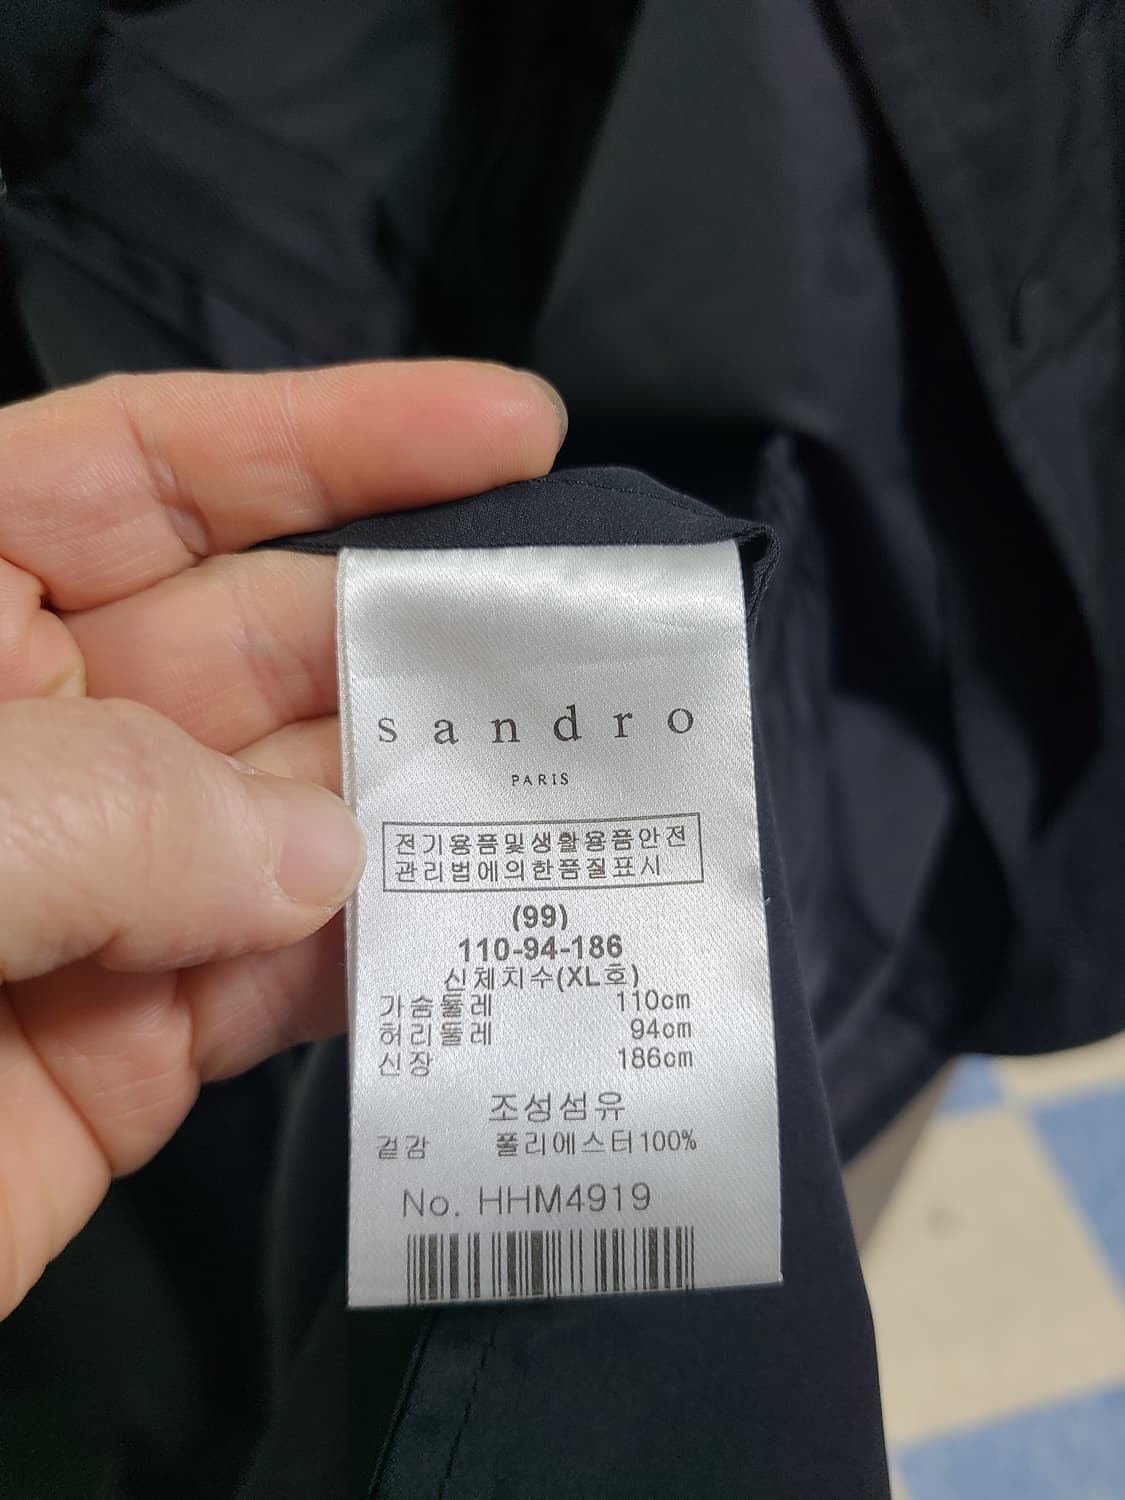 sandro
PARIS
전기용품및생활용품안전
관리법에의한품질표시
(99)
110-94-186
신체치수(XL호)
가슴둘레 110cm
허리둘레 94cm
신장 186cm
조성섬유
겉감 폴리에스터100%
No. HHM4919